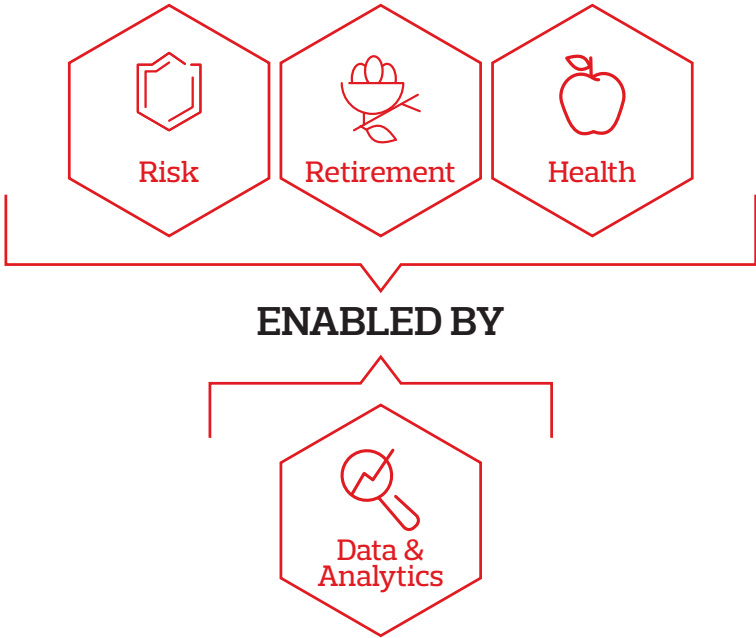 Risk
Retirement
Health
ENABLED BY
Data &
Analytics